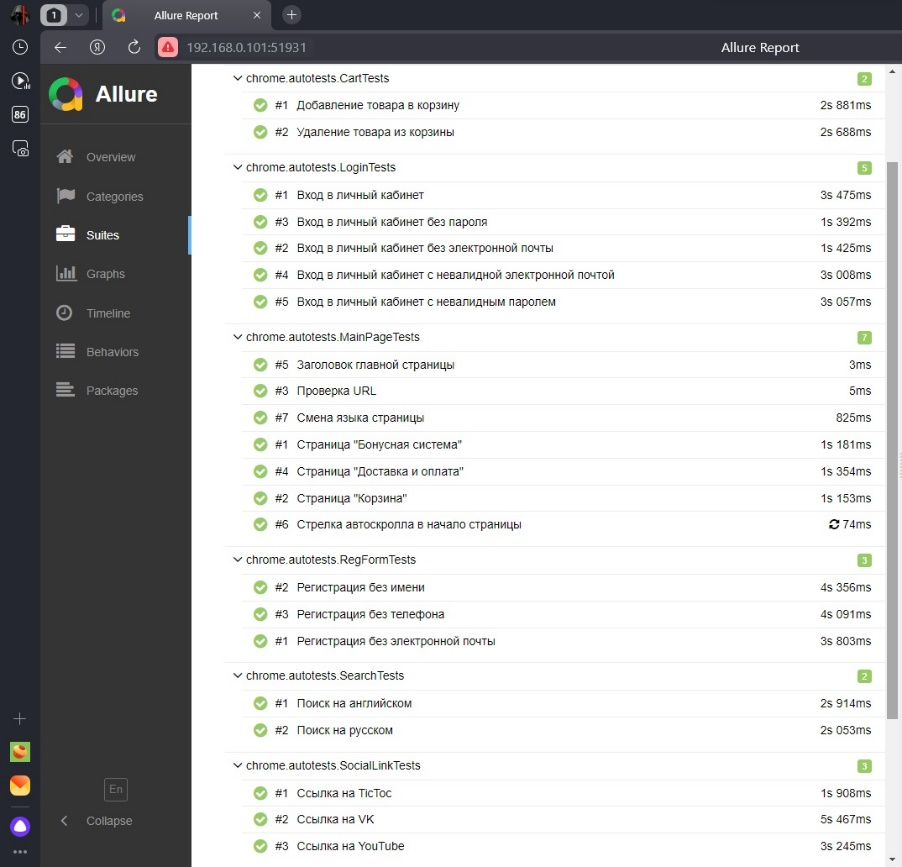 1
Allure Report
Я
192.168.0.101:51931
Allure Report
86
Allure
Overview
Categories
Suites
Graphs
Timeline
Behaviors
Packages
En
Collapse
chrome.autotests.CartTests 2
#1 Добавление товара в корзину 2s 881ms
#2 Удаление товара из корзины 2s 688ms
chrome.autotests.LoginTests 5
#1 Вход в личный кабинет 3s 475ms
#3 Вход в личный кабинет без пароля 1s 392ms
#2 Вход в личный кабинет без электронной почты 1s 425ms
#4 Вход в личный кабинет с невалидной электронной почтой 3s 008ms
#5 Вход в личный кабинет с невалидным паролем 3s 057ms
chrome.autotests.MainPageTests 7
#5 Заголовок главной страницы 3ms
#3 Проверка URL 5ms
#7 Смена языка страницы 825ms
#1 Страница "Бонусная система" 1s 181ms
#4 Страница "Доставка и оплата" 1s 354ms
#2 Страница "Корзина" 1s 153ms
#6 Стрелка автоскролла в начало страницы 74ms
chrome.autotests.RegFormTests 3
#2 Регистрация без имени 4s 356ms
#3 Регистрация без телефона 4s 091ms
#1 Регистрация без электронной почты 3s 803ms
chrome.autotests.SearchTests 2
#1 Поиск на английском 2s 914ms
#2 Поиск на русском 2s 053ms
chrome.autotests.SocialLinkTests 3
#1 Ссылка на TicToc 1s 908ms
#2 Ссылка на VK 5s 467ms
#3 Ссылка на YouTube 3s 245ms